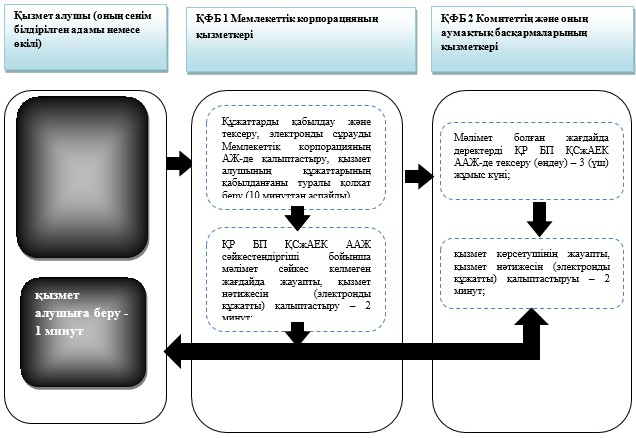 Қызмет алушы (оның сенім
білдірілген адамы немесе
өкілі)
ҚФБ 1 Мемлекеттік корпорацияның
қызметкері
ҚФБ 2 Комитеттің және оның
аумақтық басқармаларының
қызметкері
Құжаттарды қабылдау және
тексеру, электронды сұрауды
Мемлекеттік корпорацияның
АЖ-де қалыптастыру, қызмет
алушының құжаттарының
қабылданғаны туралы қолхат
беру (10 минуттан аспайды)
ҚР БП ҚСжАЕК ААЖ
сәйкестендіргіші бойынша
мәлімет сәйкес келмеген
жағдайда жауапты, қызмет
нәтижесін (электронды
құжатты) қалыптастыру – 2
минут;
Мәлімет болған жағдайда
деректерді ҚР БП ҚСжАЕК
ААЖ-де тексеру (өңдеу) – 3 (үш)
жұмыс күні;
қызмет көрсетушінің жауапты,
қызмет нәтижесін (электронды
құжатты) қалыптастыруы – 2
минут;
қызмет
алушыға беру -
1 минут